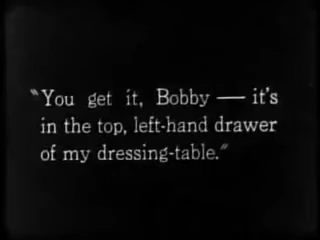 "You get it, Bobby — it's
in the top, left-hand drawer
of my dressing-table."